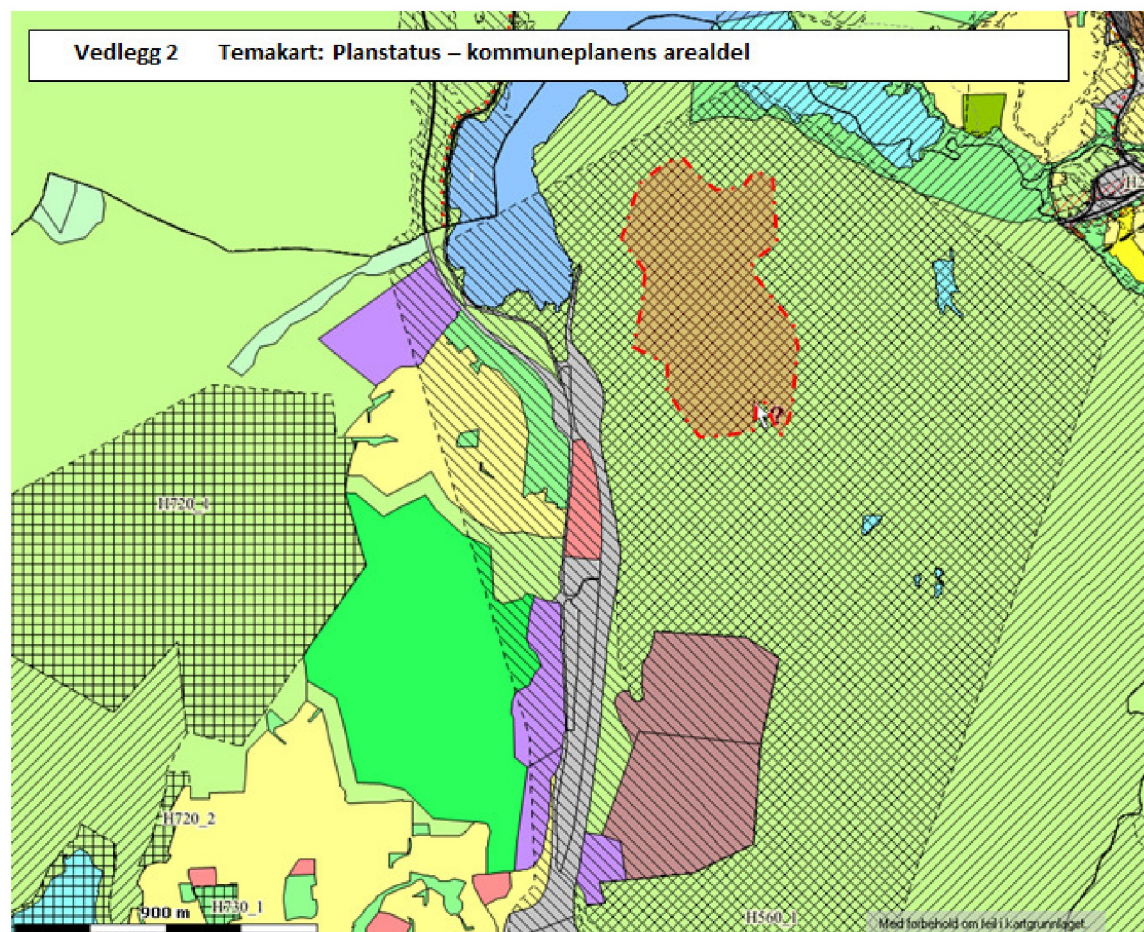 Vedlegg 2 Temakart: Planstatus – kommuneplanens arealdel
H720_1
H720_2
H730_1
900 m
H560_1
Med forbehold om feil i kartgrunnlaget.